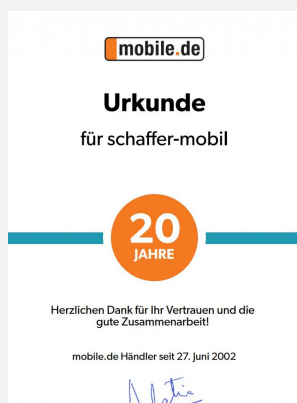 mobile.de
Urkunde
für schaffer-mobil
20
JAHRE
Herzlichen Dank für Ihr Vertrauen und die
gute Zusammenarbeit!
mobile.de Händler seit 27. Juni 2002